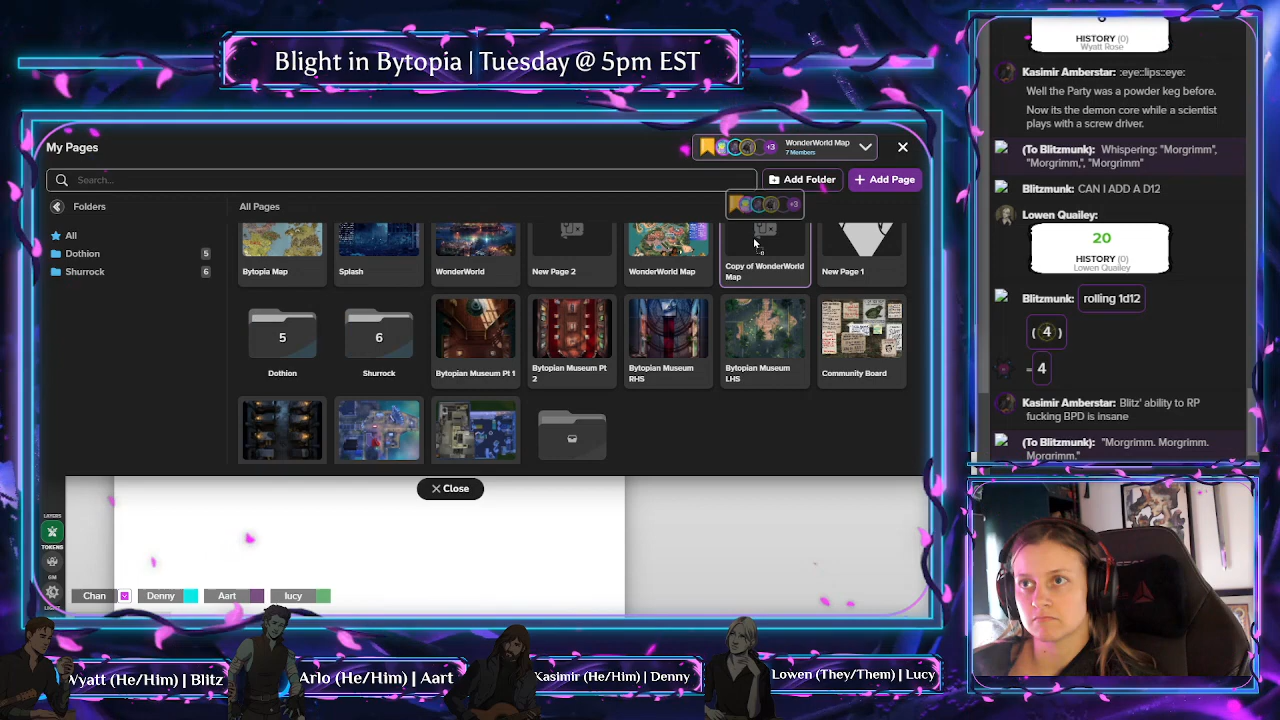 Blight in Bytopia | Tuesday @ 5pm EST
My Pages
+3
WonderWorld Map
7 Members
Search...
Add Folder
+ Add Page
Folders
All Pages
+3
All
Dothion
5
Shurrock
6
Bytopia Map
Splash
WonderWorld
New Page 2
WonderWorld Map
Copy of WonderWorld
Map
New Page 1
5
6
Dothion
Shurrock
Bytopian Museum Pt 1
Bytopian Museum Pt
2
Bytopian Museum
RHS
Bytopian Museum
LHS
Community Board
Close
LAYERS
TOKENS
GM
LIGHT
Chan
Denny
Aart
lucy
HISTORY (0)
Wyatt Rose
Kasimir Amberstar: :eye::lips::eye:
Well the Party was a powder keg before.
Now its the demon core while a scientist
plays with a screw driver.
(To Blitzmunk): Whispering: "Morgrimm",
"Morgrimm,", "Morgrimm"
Blitzmunk: CAN I ADD A D12
Lowen Quailey:
20
HISTORY (0)
Lowen Quailey
Blitzmunk: rolling 1d12
(4)
=4
Kasimir Amberstar: Blitz' ability to RP
fucking BPD is insane
(To Blitzmunk): "Morgrimm. Morgrimm.
Morgrimm."
Wyatt (He/Him) | Blitz
Arlo (He/Him) | Aart
Kasimir (He/Him) | Denny
Lowen (They/Them) | Lucy